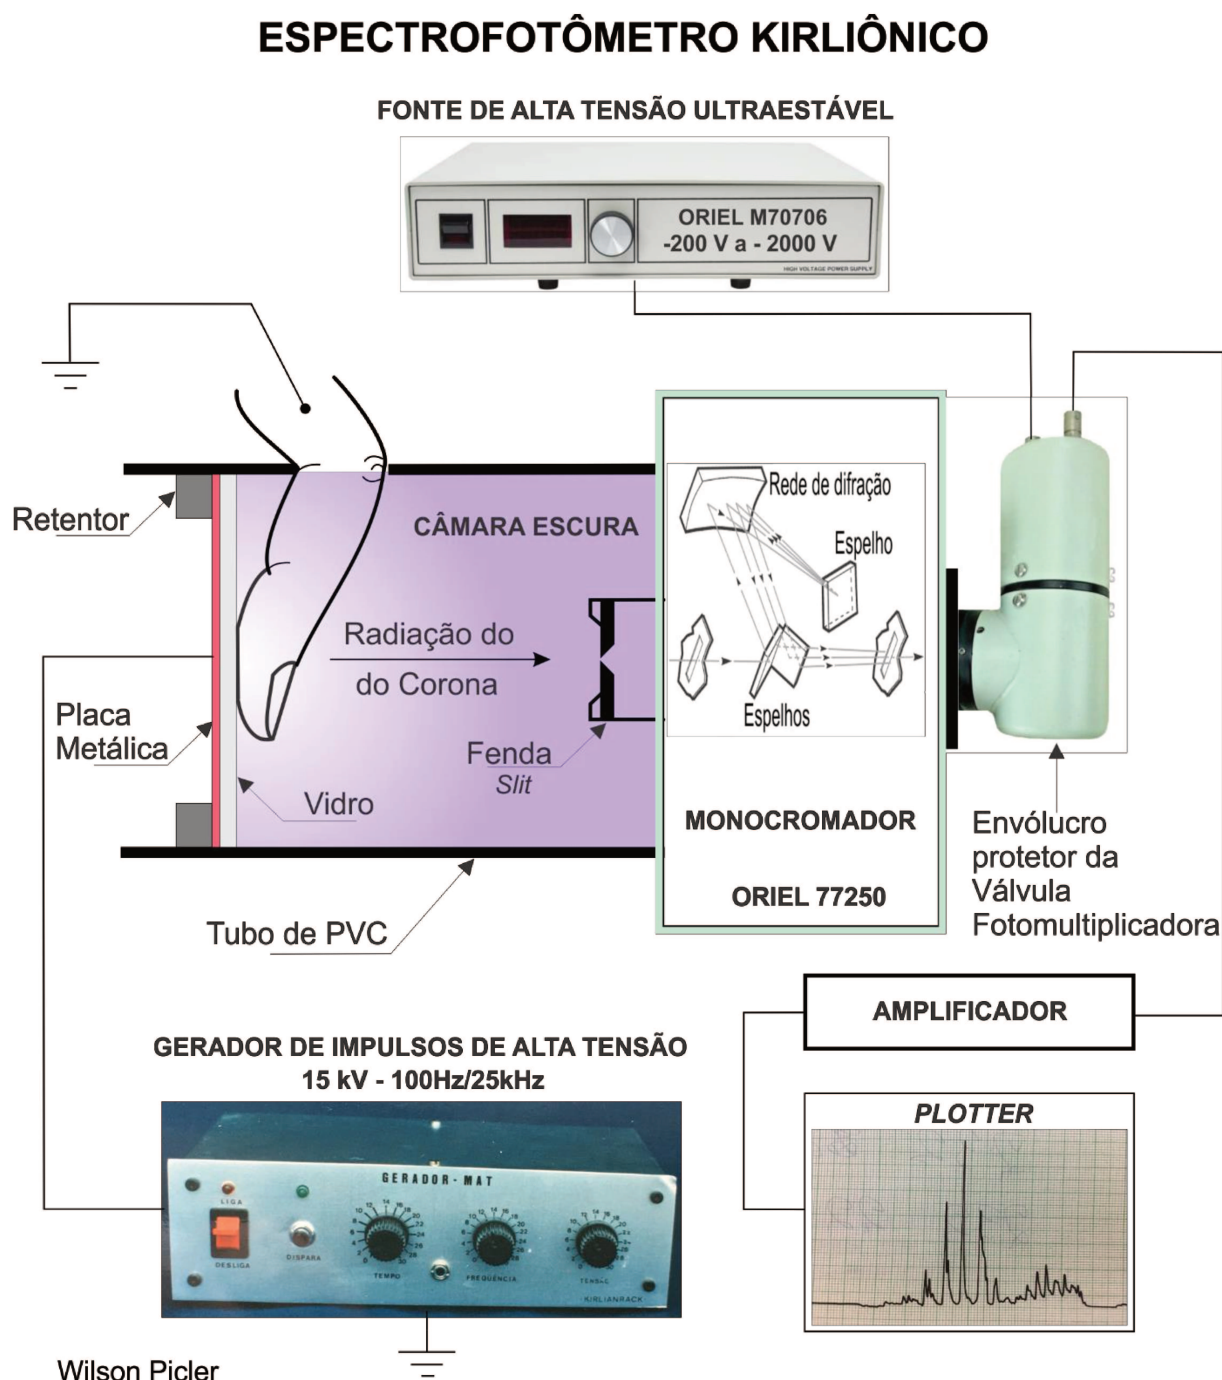 ESPECTROFOTÔMETRO KIRLIÔNICO
FONTE DE ALTA TENSÃO ULTRAESTÁVEL
ORIEL M70706
-200 V a - 2000 V
HIGH VOLTAGE POWER SUPPLY
Retentor
CÂMARA ESCURA
Rede de difração
Espelho
Radiação do
do Corona
Placa
Metálica
Espelhos
Fenda
Slit
Vidro
MONOCROMADOR
ORIEL 77250
Envólucro
protetor da
Válvula
Fotomultiplicadora
Tubo de PVC
AMPLIFICADOR
GERADOR DE IMPULSOS DE ALTA TENSÃO
15 kV - 100Hz/25kHz
PLOTTER
GERADOR - MAT
LIGA
DESLIGA
DISPARA
TEMPO
FREQUÊNCIA
TENSÃO
KIRLIANRACK
Wilson Picler